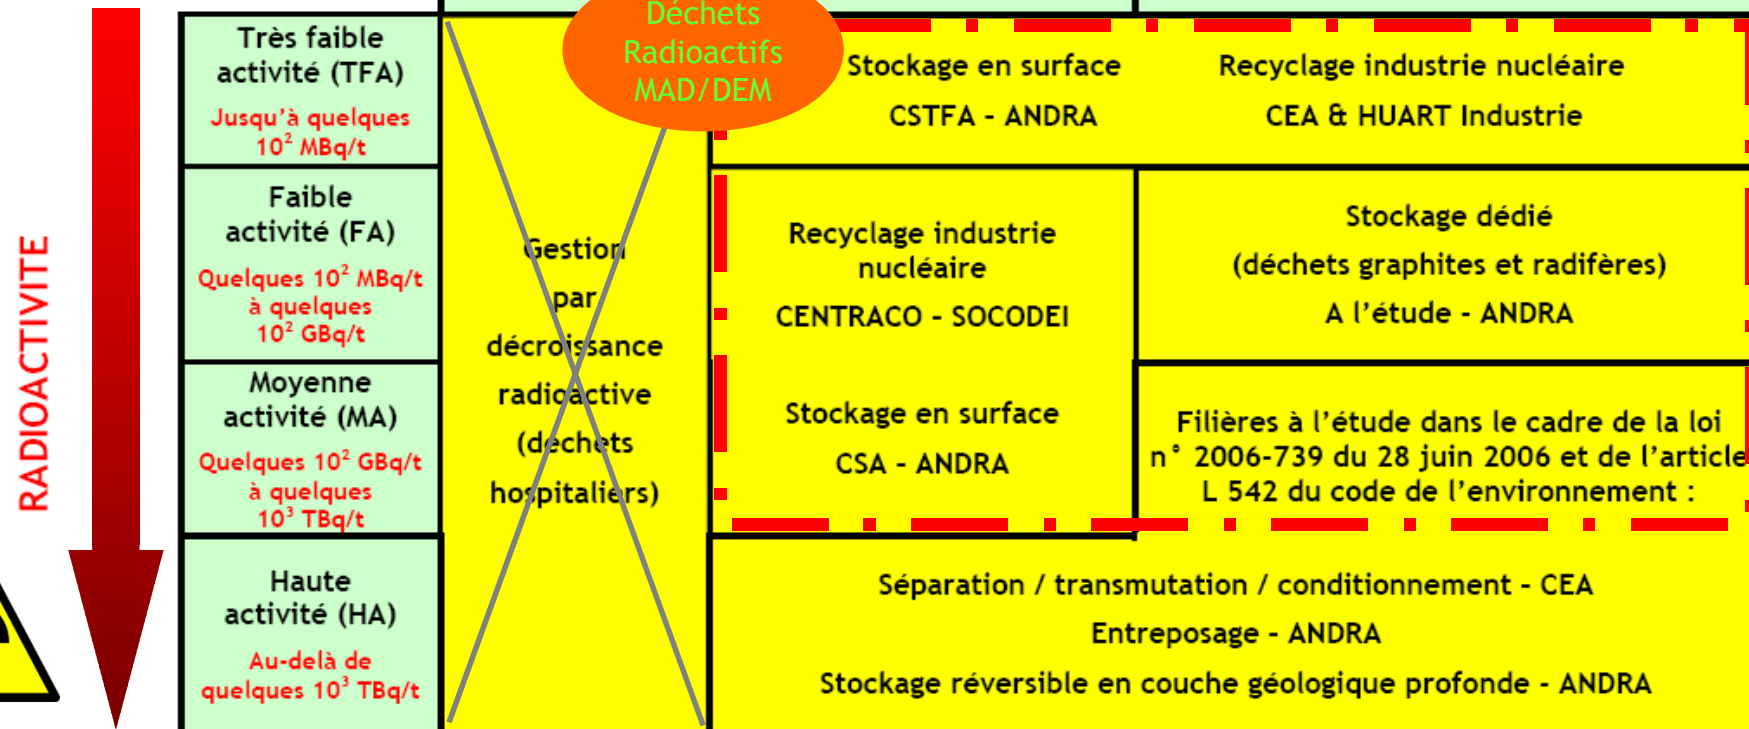 Déchets
Radioactifs
MAD/DEM
RADIOACTIVITE
Très faible
activité (TFA)
Jusqu'à quelques
10² MBq/t
Stockage en surface
CSTFA - ANDRA
Recyclage industrie nucléaire
CEA & HUART Industrie
Faible
activité (FA)
Quelques 10² MBq/t
à quelques
10² GBq/t
Gestion
par
décroissance
radioactive
(déchets
hospitaliers)
Recyclage industrie
nucléaire
CENTRACO - SOCODEI
Stockage en surface
CSA - ANDRA
Stockage dédié
(déchets graphites et radifères)
A l'étude - ANDRA
Moyenne
activité (MA)
Quelques 10² GBq/t
à quelques
10³ TBq/t
Filières à l'étude dans le cadre de la loi
n° 2006-739 du 28 juin 2006 et de l'article
L 542 du code de l'environnement :
Haute
activité (HA)
Au-delà de
quelques 10³ TBq/t
Séparation / transmutation / conditionnement - CEA
Entreposage - ANDRA
Stockage réversible en couche géologique profonde - ANDRA